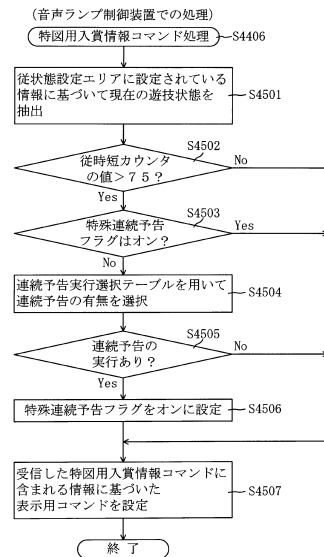 (音声ランプ制御装置での処理)
特図用入賞情報コマンド処理 S4406
従状態設定エリアに設定されている
情報に基づいて現在の遊技状態を
抽出
S4501
S4502
従時短カウンタ
の値>75?
No
Yes
S4503
特殊連続予告
フラグはオン?
Yes
No
連続予告実行選択テーブルを用いて
連続予告の有無を選択
S4504
S4505
連続予告の
実行あり?
No
Yes
特殊連続予告フラグをオンに設定 S4506
受信した特図用入賞情報コマンドに
含まれる情報に基づいた
表示用コマンドを設定
S4507
終了